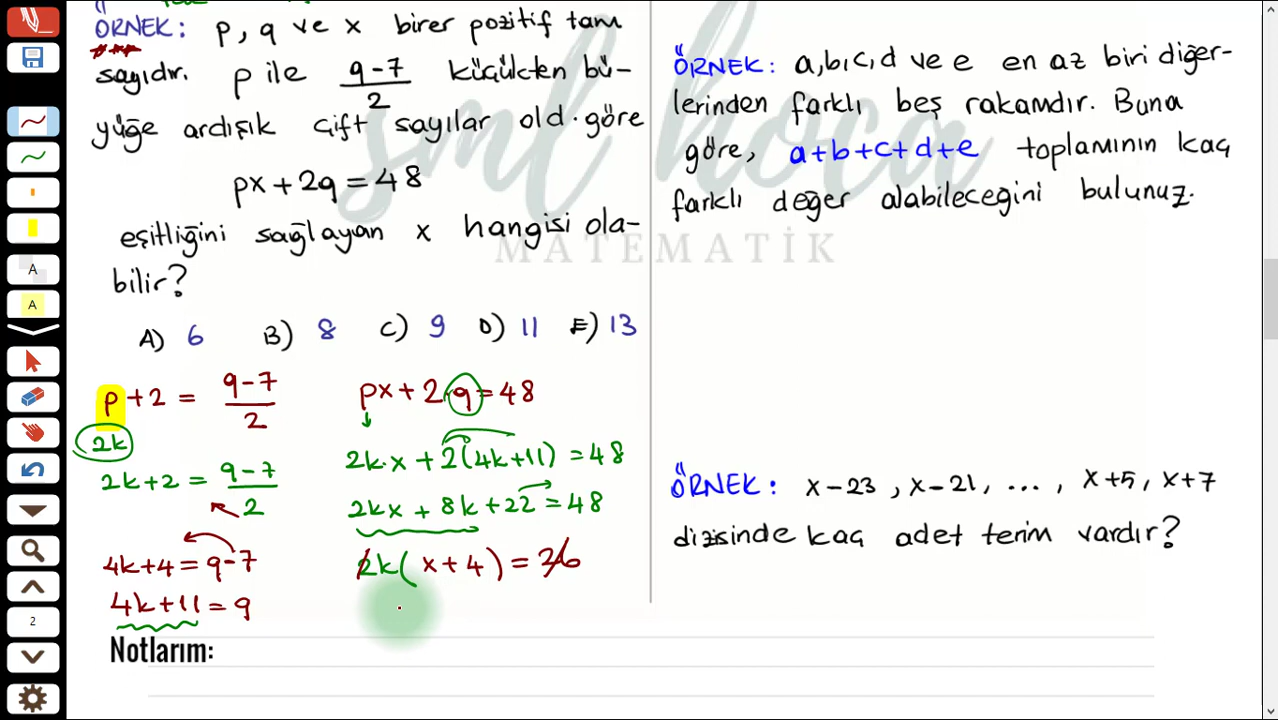 ÖRNEK: p, q ve x birer pozitif tam
sayıdır. p ile q-7/2 küçükten bü-
yüğe ardışık çift sayılar old. göre
px + 2q = 48
eşitliğini sağlayan x hangisi ola-
bilir?
A) 6 B) 8 C) 9 D) 11 E) 13
p + 2 = q-7/2
2k
2k+2 = q-7/2
4k+4 = q-7
4k+11 = q
px + 2·q = 48
2k·x + 2(4k+11) = 48
2kx + 8k + 22 = 48
2k(x+4) = 26
Notlarım:
ÖRNEK: a,b,c,d ve e en az biri diğer-
lerinden farklı beş rakamdır. Buna
göre, a+b+c+d+e toplamının kaç
farklı değer alabileceğini bulunuz.
ÖRNEK: x-23, x-21, ..., x+5, x+7
dizisinde kaç adet terim vardır?
sml hoca
MATEMATİK
A
A
2